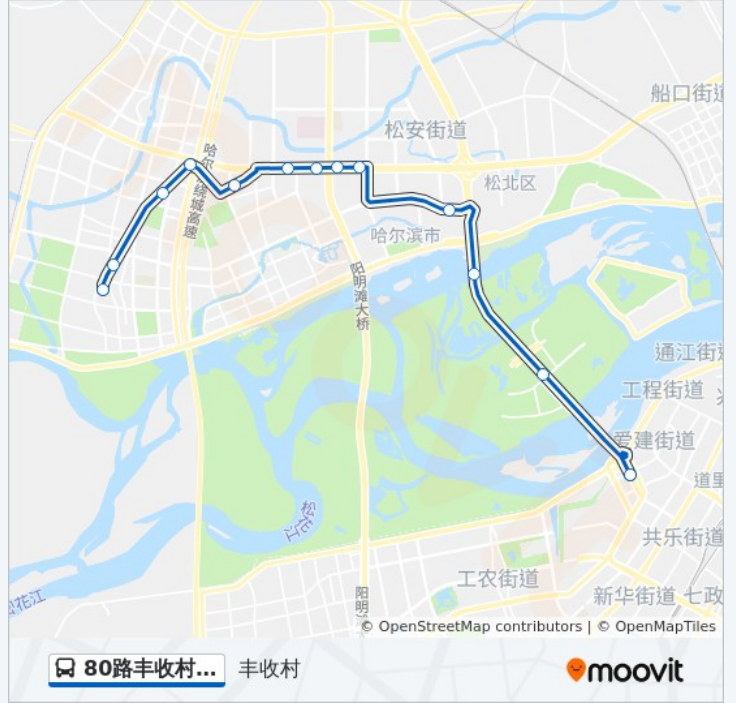 船口街道
松安街道
哈尔滨绕城高速
松北区
哈尔滨市
阳明滩大桥
通江街道
工程街道
爱建街道
道里
松花江
共乐街道
工农街道
新华街道 七政
阳明滩
松花江
© OpenStreetMap contributors | © OpenMapTiles
80路丰收村... 丰收村
moovit